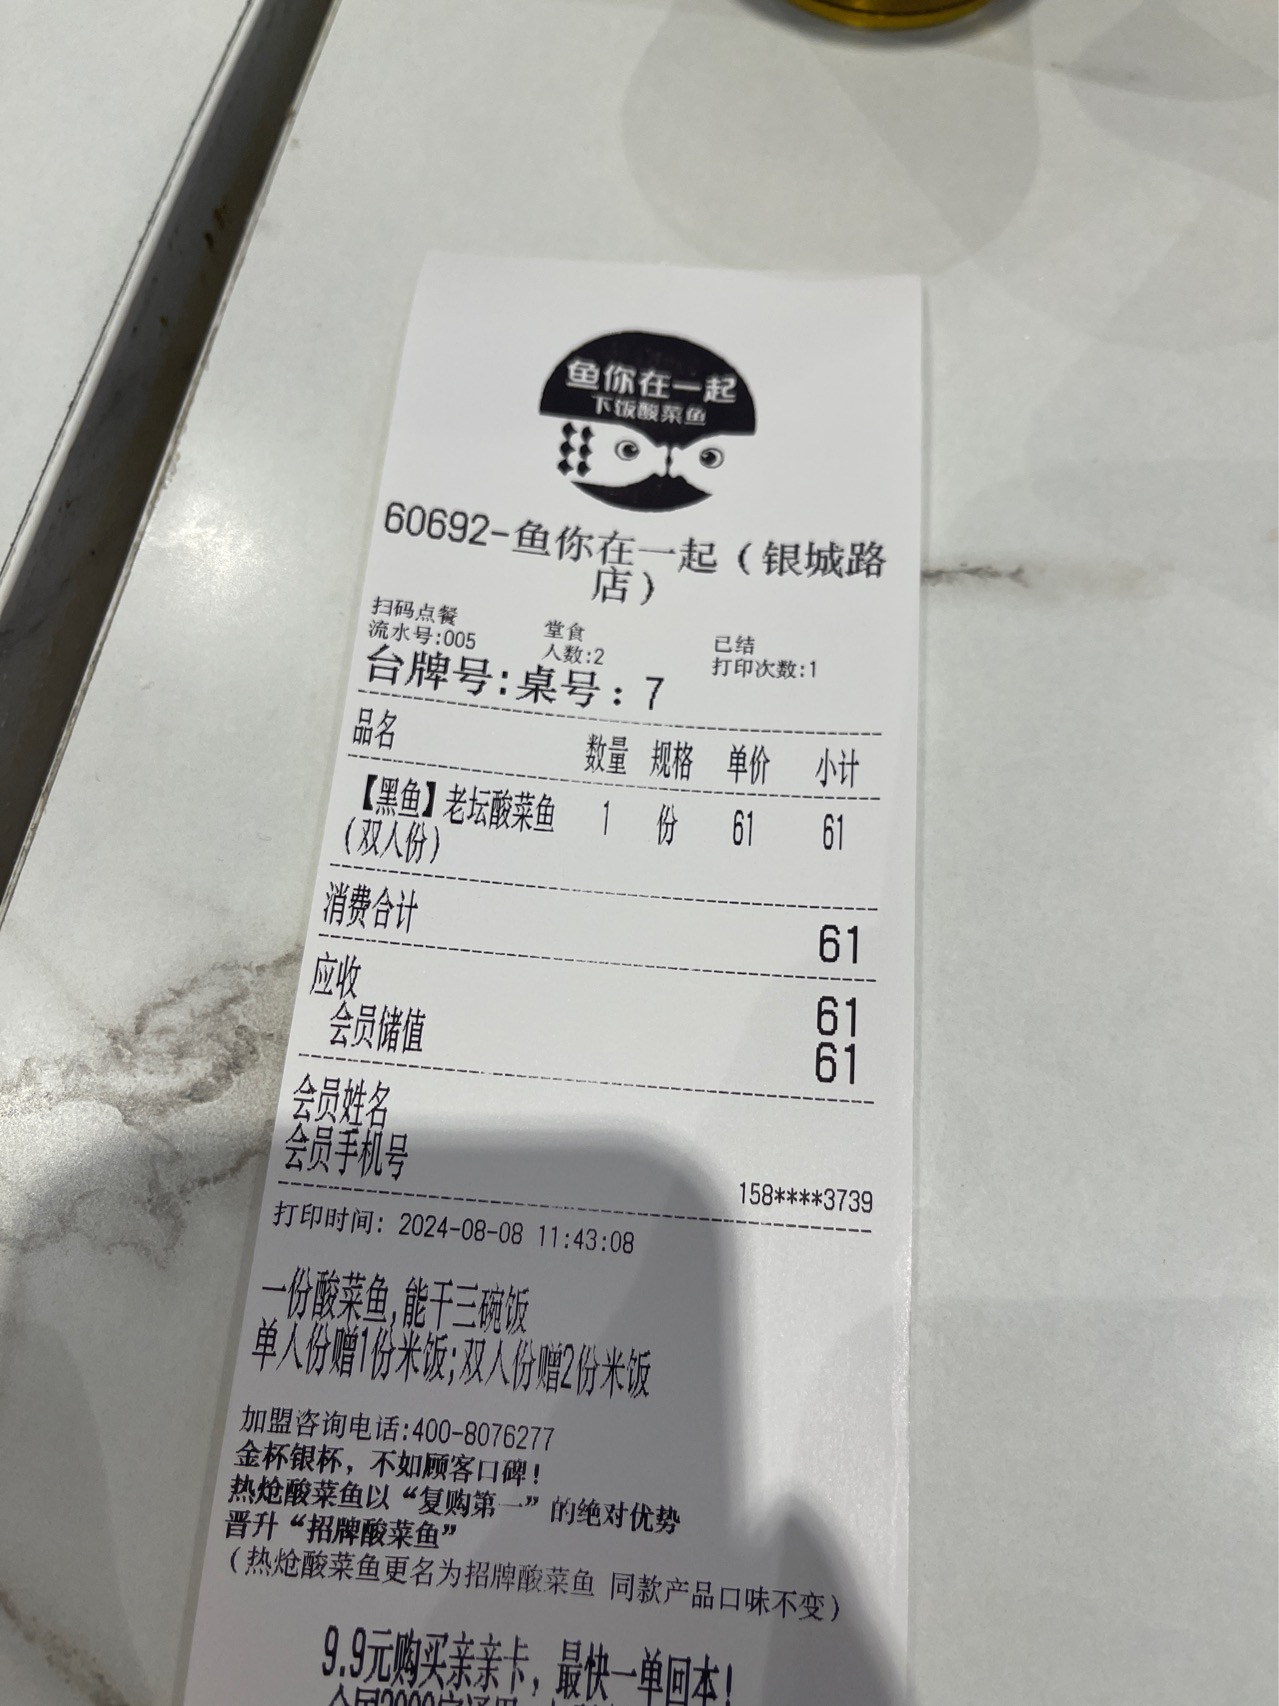 鱼你在一起
下饭酸菜鱼
60692-鱼你在一起（银城路
店）
扫码点餐 堂食 已结
流水号:005 人数:2 打印次数:1
台牌号:桌号：7
品名 数量 规格 单价 小计
【黑鱼】老坛酸菜鱼 1 份 61 61
（双人份）
消费合计 61
应收 61
会员储值 61
会员姓名
会员手机号 158****3739
打印时间: 2024-08-08 11:43:08
一份酸菜鱼,能干三碗饭
单人份赠1份米饭;双人份赠2份米饭
加盟咨询电话:400-8076277
金杯银杯，不如顾客口碑！
热炝酸菜鱼以“复购第一”的绝对优势
晋升“招牌酸菜鱼”
（热炝酸菜鱼更名为招牌酸菜鱼 同款产品口味不变）
9.9元购买亲亲卡，最快一单回本！